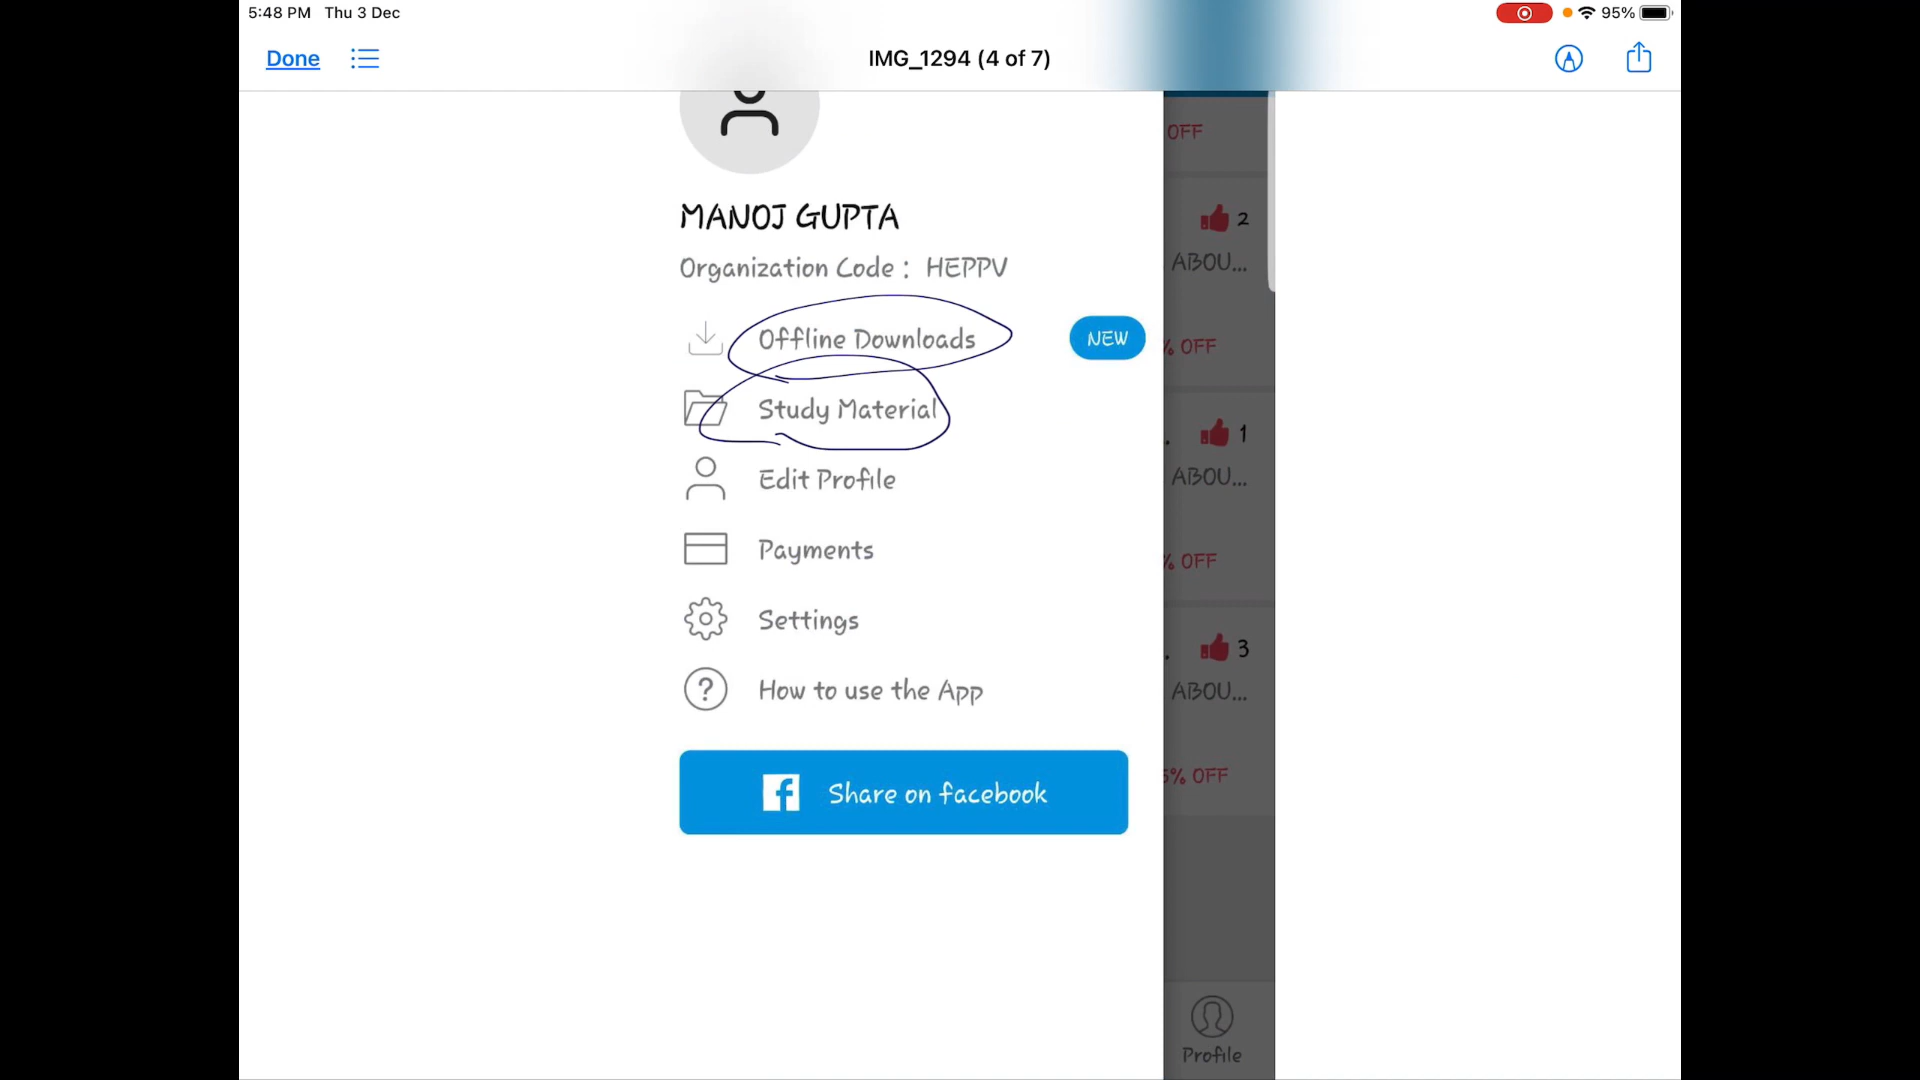 5:48 PM Thu 3 Dec
95%
Done
IMG_1294 (4 of 7)
OFF
MANOJ GUPTA
2
Organization Code : HEPPV
ABOU...
Offline Downloads
NEW
% OFF
Study Material
. 1
Edit Profile
ABOU...
Payments
% OFF
Settings
. 3
How to use the App
ABOU...
Share on facebook
5% OFF
Profile